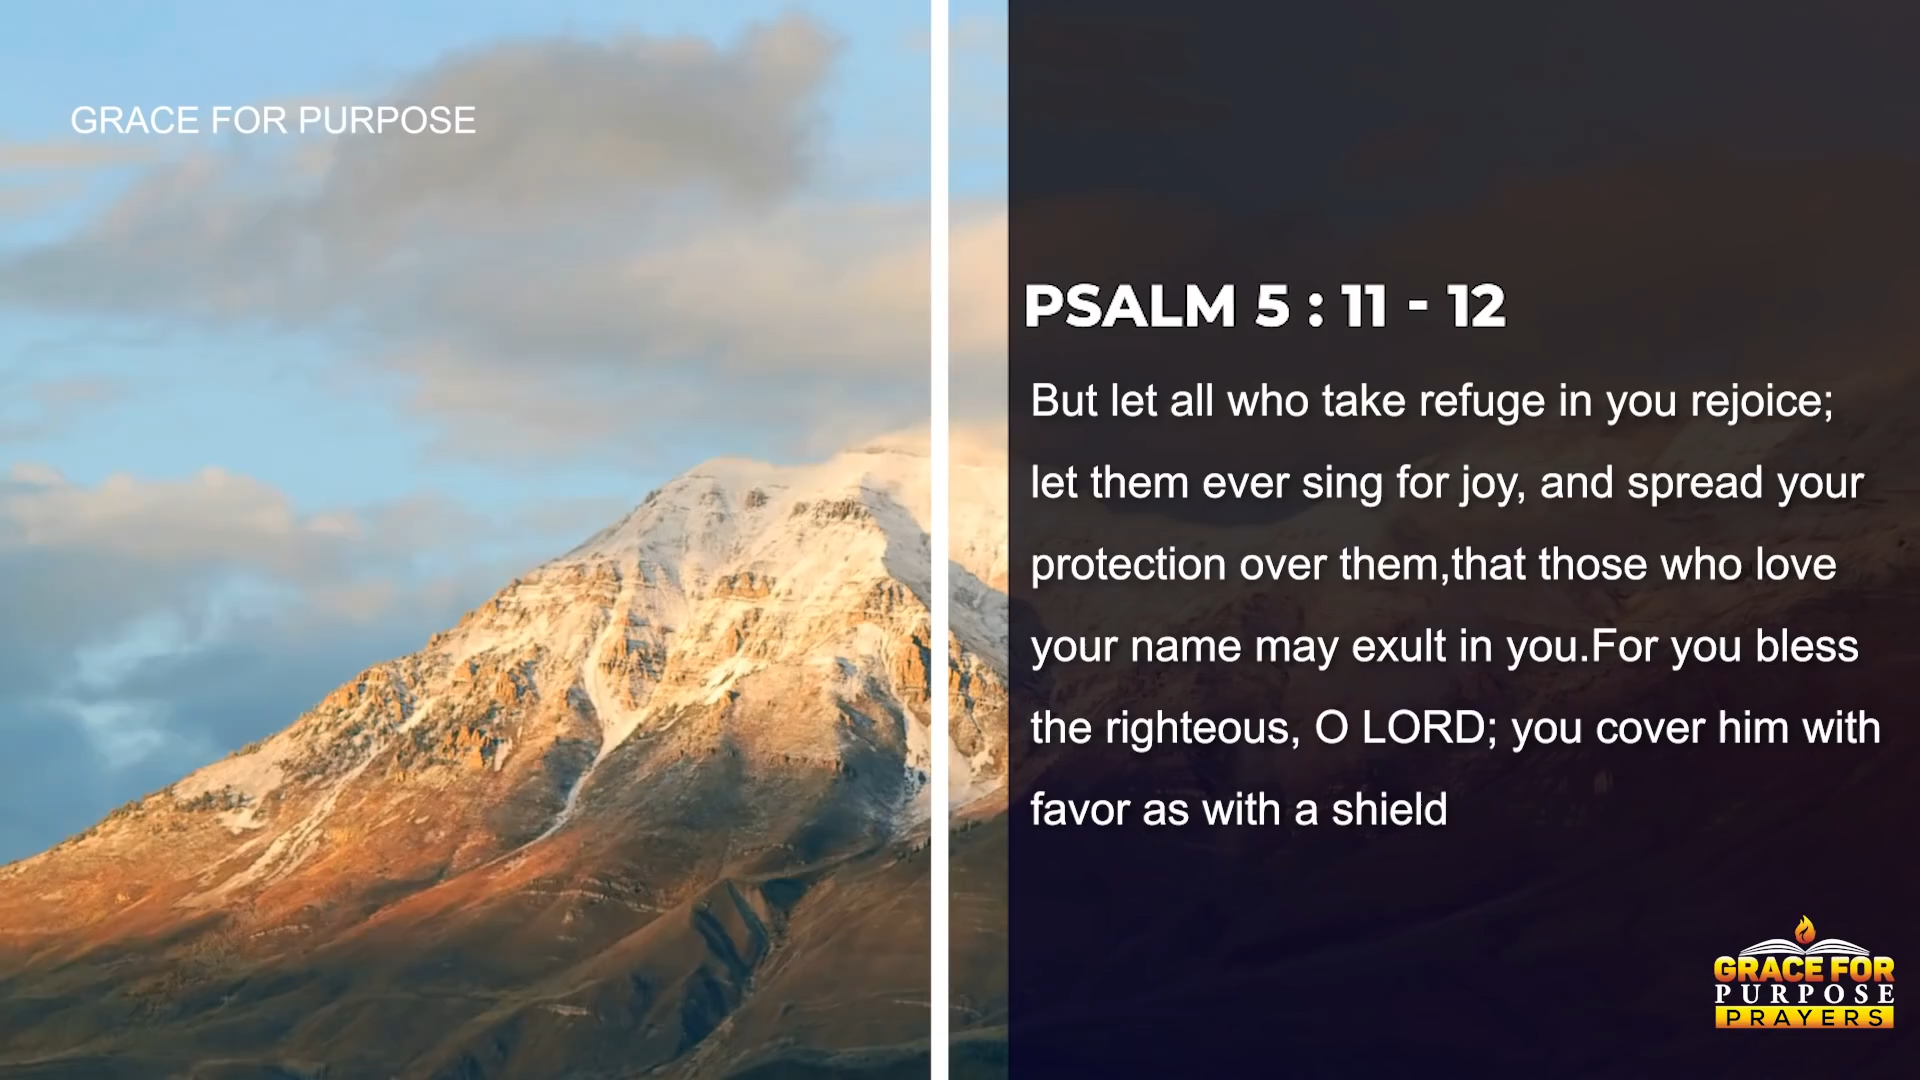 GRACE FOR PURPOSE
PSALM 5 : 11 - 12
But let all who take refuge in you rejoice;
let them ever sing for joy, and spread your
protection over them,that those who love
your name may exult in you.For you bless
the righteous, O LORD; you cover him with
favor as with a shield
GRACE FOR
PURPOSE
PRAYERS